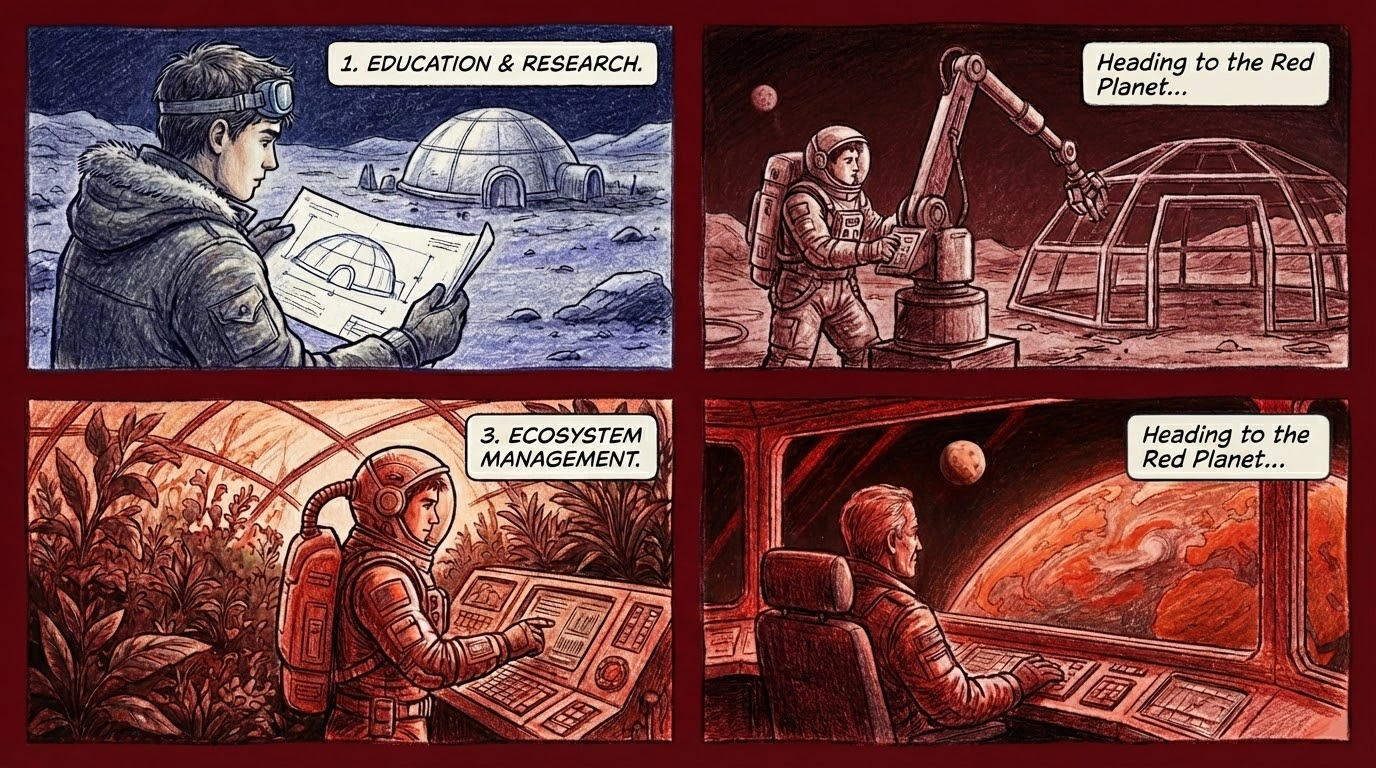 1. EDUCATION & RESEARCH.
Heading to the Red
Planet...
3. ECOSYSTEM
MANAGEMENT.
Heading to the
Red Planet...